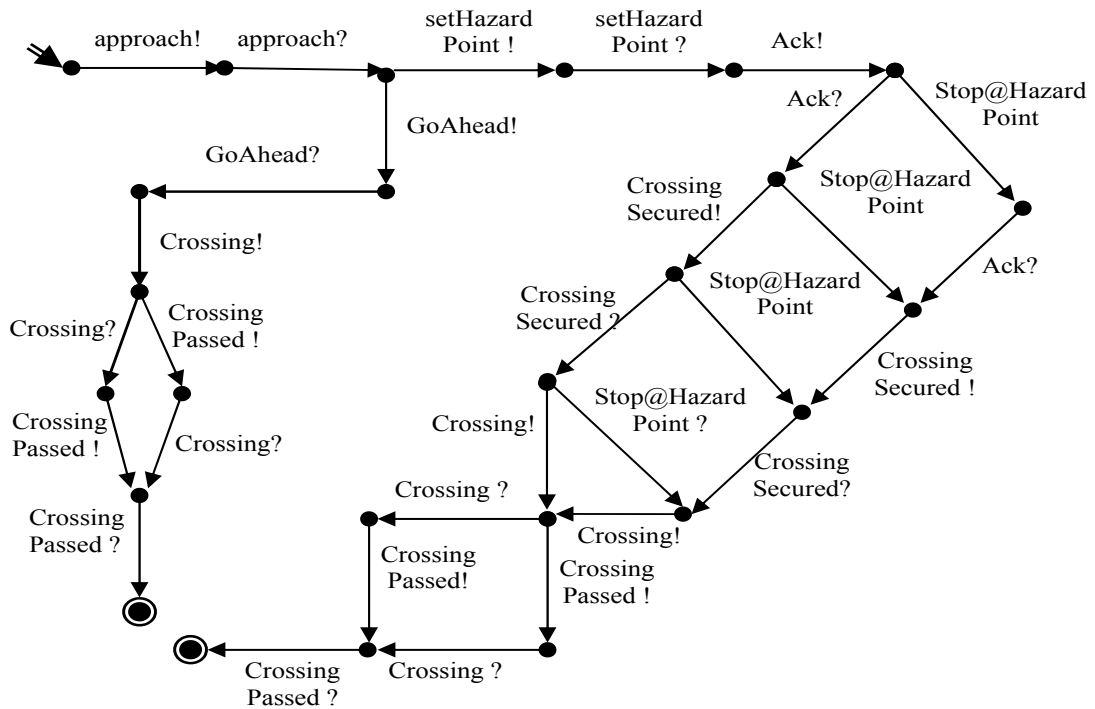 approach!
approach?
setHazard
Point !
setHazard
Point ?
Ack!
Ack?
Stop@Hazard
Point
GoAhead!
GoAhead?
Crossing
Secured!
Stop@Hazard
Point
Crossing!
Ack?
Crossing
Secured ?
Stop@Hazard
Point
Crossing?
Crossing
Passed !
Crossing
Secured !
Crossing!
Stop@Hazard
Point ?
Crossing
Passed !
Crossing?
Crossing
Secured?
Crossing ?
Crossing!
Crossing
Passed ?
Crossing
Passed!
Crossing
Passed !
Crossing
Passed ?
Crossing ?